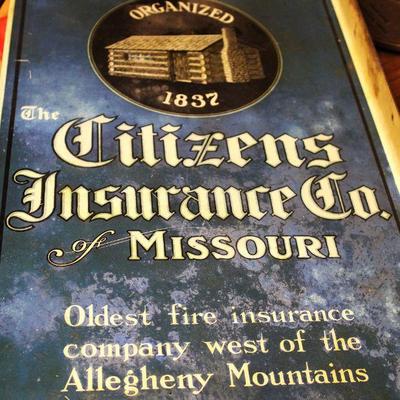 ORGANIZED
1837
The
Citizens
Insurance Co.
of MISSOURI
Oldest fire insurance
company west of the
Allegheny Mountains